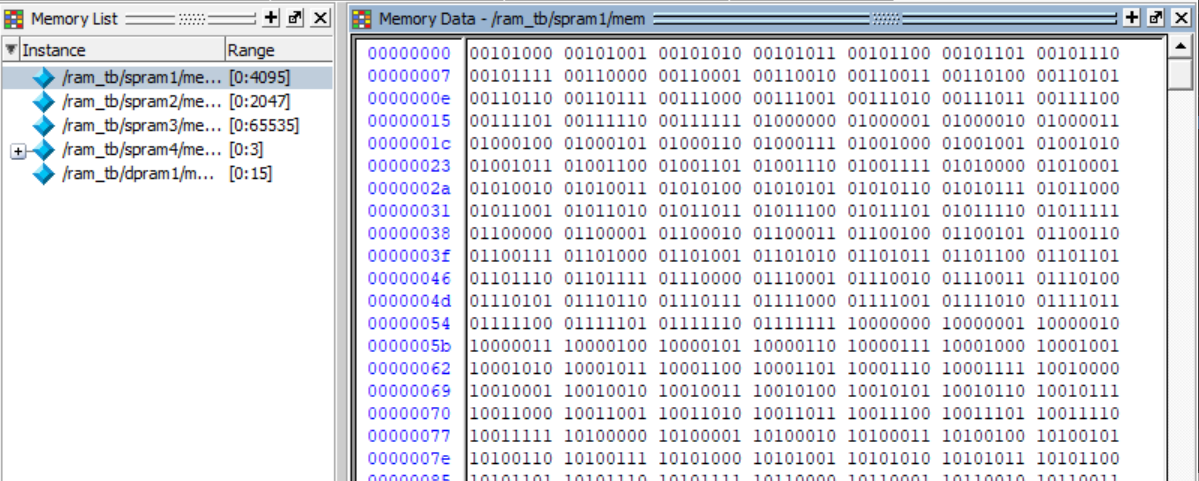 Memory List
Instance Range
/ram_tb/spram1/me... [0:4095]
/ram_tb/spram2/me... [0:2047]
/ram_tb/spram3/me... [0:65535]
/ram_tb/spram4/me... [0:3]
/ram_tb/dpram1/m... [0:15]
Memory Data - /ram_tb/spram1/mem
00000000 00101000 00101001 00101010 00101011 00101100 00101101 00101110
00000007 00101111 00110000 00110001 00110010 00110011 00110100 00110101
0000000e 00110110 00110111 00111000 00111001 00111010 00111011 00111100
00000015 00111101 00111110 00111111 01000000 01000001 01000010 01000011
0000001c 01000100 01000101 01000110 01000111 01001000 01001001 01001010
00000023 01001011 01001100 01001101 01001110 01001111 01010000 01010001
0000002a 01010010 01010011 01010100 01010101 01010110 01010111 01011000
00000031 01011001 01011010 01011011 01011100 01011101 01011110 01011111
00000038 01100000 01100001 01100010 01100011 01100100 01100101 01100110
0000003f 01100111 01101000 01101001 01101010 01101011 01101100 01101101
00000046 01101110 01101111 01110000 01110001 01110010 01110011 01110100
0000004d 01110101 01110110 01110111 01111000 01111001 01111010 01111011
00000054 01111100 01111101 01111110 01111111 10000000 10000001 10000010
0000005b 10000011 10000100 10000101 10000110 10000111 10001000 10001001
00000062 10001010 10001011 10001100 10001101 10001110 10001111 10010000
00000069 10010001 10010010 10010011 10010100 10010101 10010110 10010111
00000070 10011000 10011001 10011010 10011011 10011100 10011101 10011110
00000077 10011111 10100000 10100001 10100010 10100011 10100100 10100101
0000007e 10100110 10100111 10101000 10101001 10101010 10101011 10101100
00000085 10101101 10101110 10101111 10110000 10110001 10110010 10110011